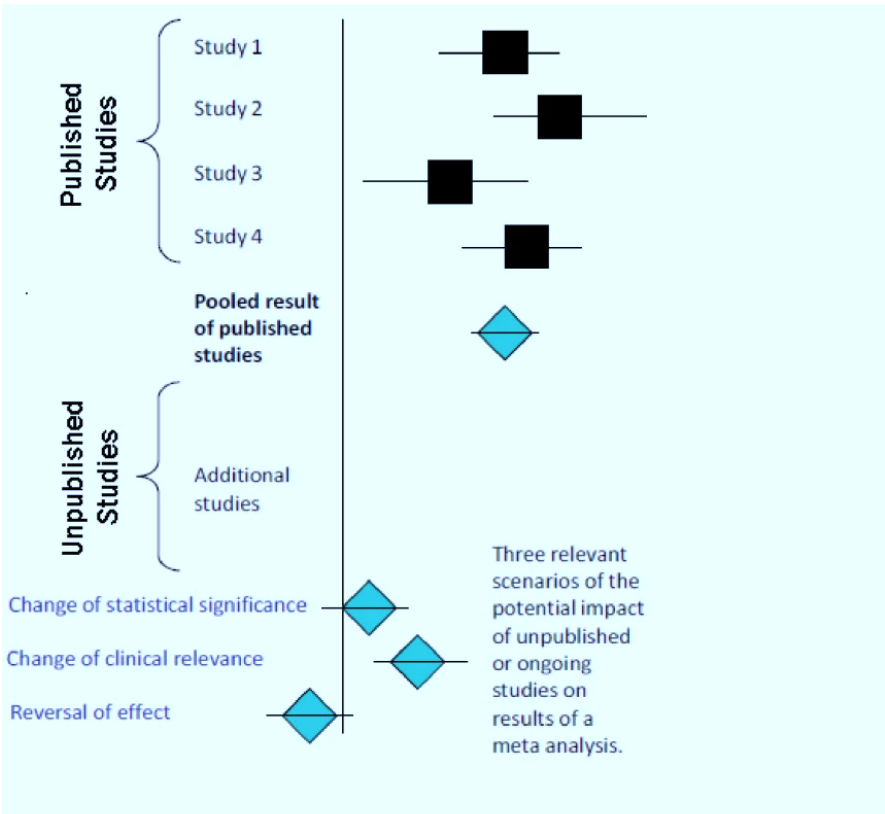 Published
Studies
Study 1
Study 2
Study 3
Study 4
Pooled result
of published
studies
Unpublished
Studies
Additional
studies
Change of statistical significance
Change of clinical relevance
Reversal of effect
Three relevant
scenarios of the
potential impact
of unpublished
or ongoing
studies on
results of a
meta analysis.